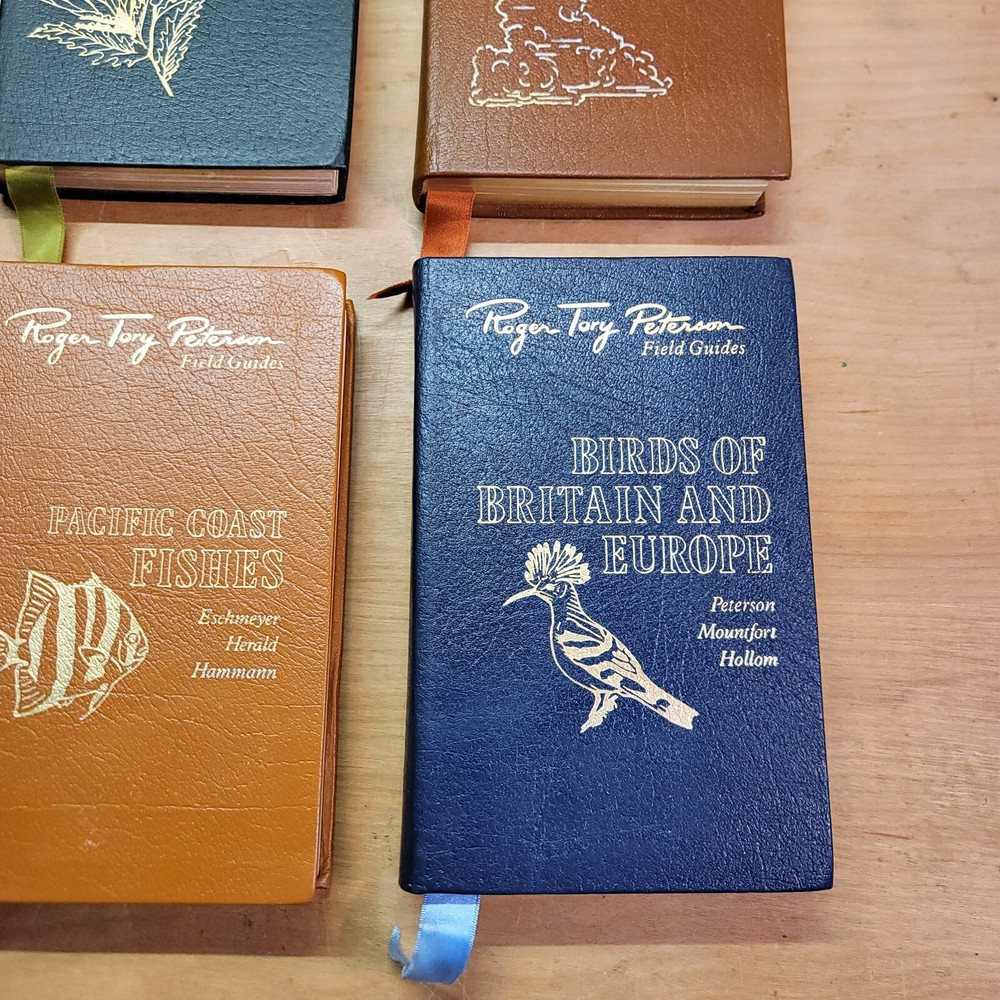 Roger Tory Peterson
Field Guides
PACIFIC COAST
FISHES
Eschmeyer
Herald
Hammann
Roger Tory Peterson
Field Guides
BIRDS OF
BRITAIN AND
EUROPE
Peterson
Mountfort
Hollom